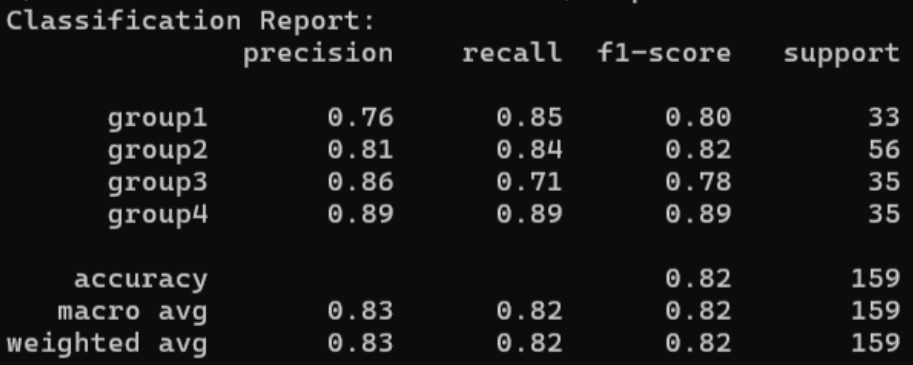 Classification Report:
precision recall f1-score support
group1 0.76 0.85 0.80 33
group2 0.81 0.84 0.82 56
group3 0.86 0.71 0.78 35
group4 0.89 0.89 0.89 35
accuracy 0.82 159
macro avg 0.83 0.82 0.82 159
weighted avg 0.83 0.82 0.82 159